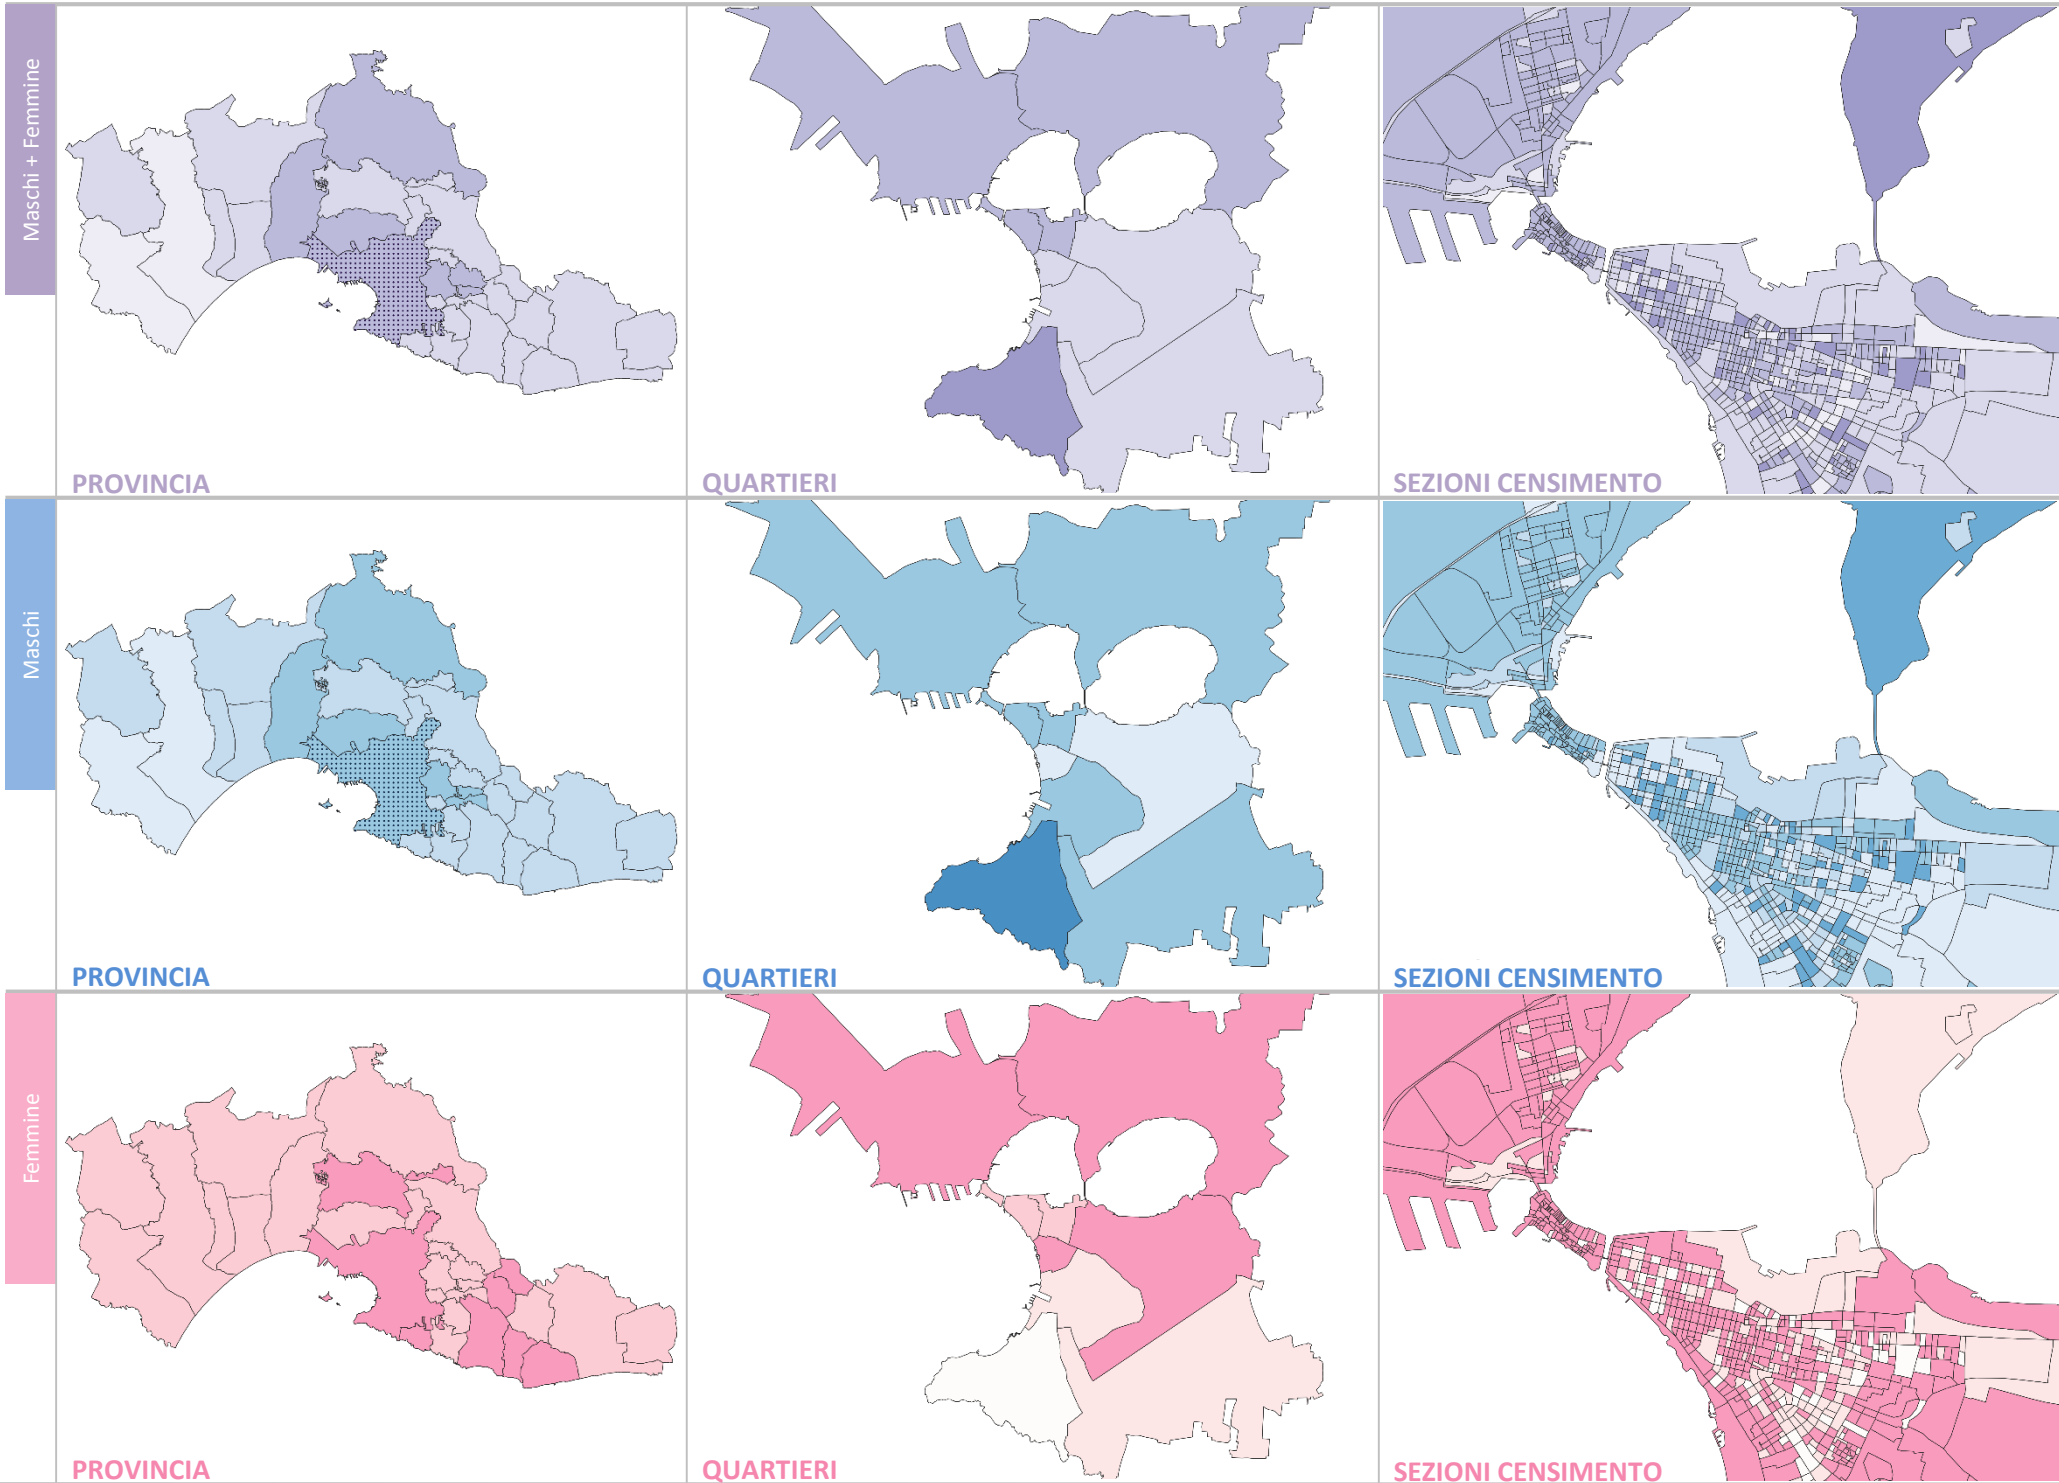 Maschi + Femmine
PROVINCIA
QUARTIERI
SEZIONI CENSIMENTO
Maschi
PROVINCIA
QUARTIERI
SEZIONI CENSIMENTO
Femmine
PROVINCIA
QUARTIERI
SEZIONI CENSIMENTO